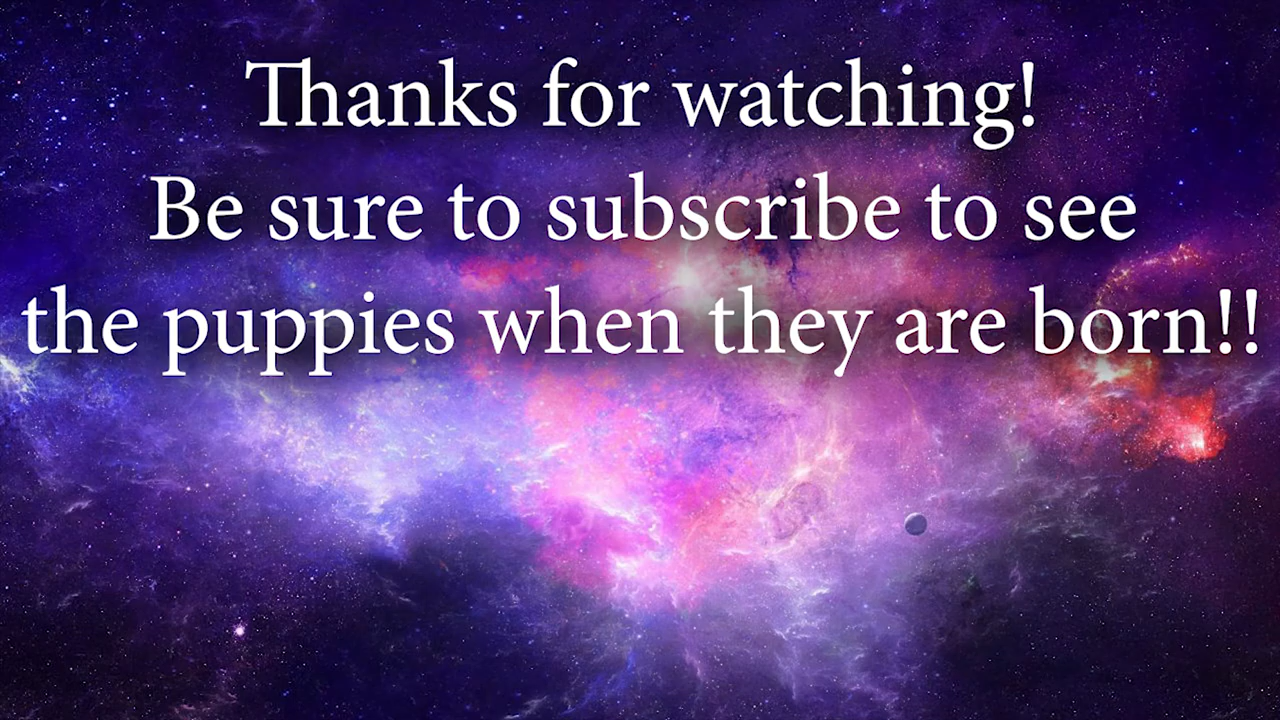 Thanks for watching!
Be sure to subscribe to see
the puppies when they are born!!